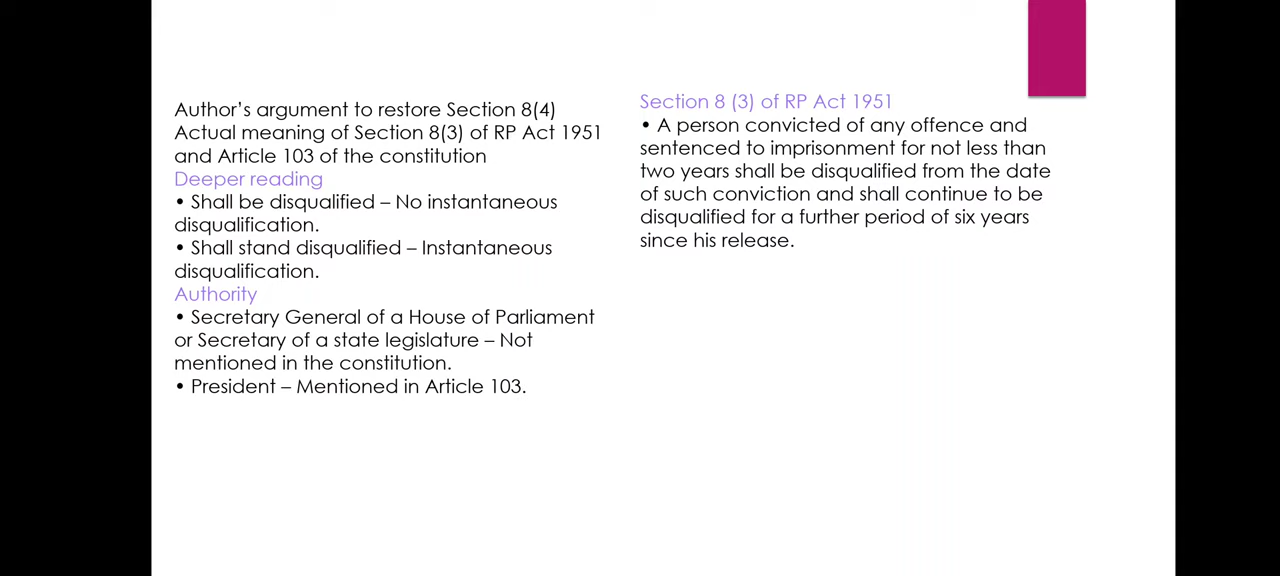 Author’s argument to restore Section 8(4)
Actual meaning of Section 8(3) of RP Act 1951
and Article 103 of the constitution
Deeper reading
• Shall be disqualified – No instantaneous
disqualification.
• Shall stand disqualified – Instantaneous
disqualification.
Authority
• Secretary General of a House of Parliament
or Secretary of a state legislature – Not
mentioned in the constitution.
• President – Mentioned in Article 103.
Section 8 (3) of RP Act 1951
• A person convicted of any offence and
sentenced to imprisonment for not less than
two years shall be disqualified from the date
of such conviction and shall continue to be
disqualified for a further period of six years
since his release.